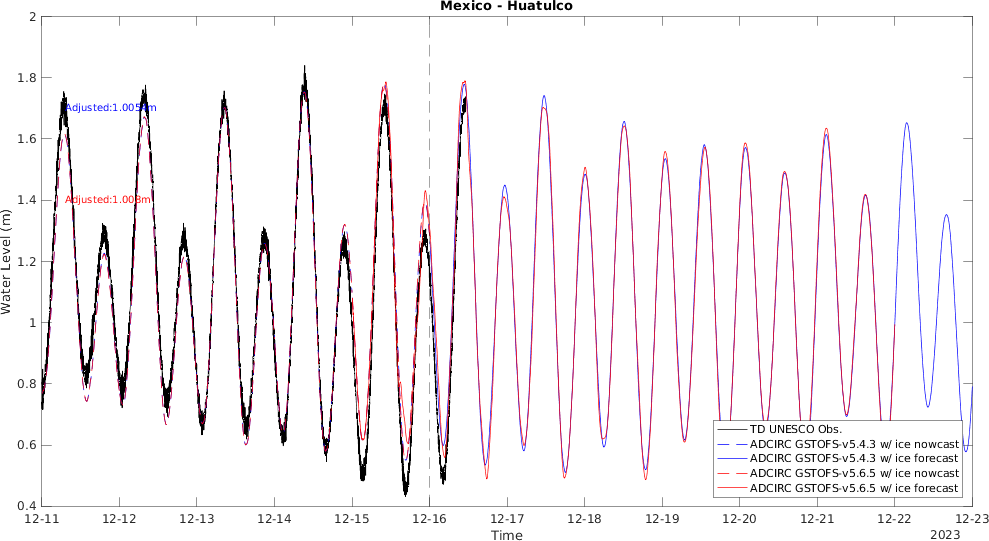 Mexico - Huatulco
2
1.8
1.6
1.4
1.2
1
0.8
0.6
0.4
Water Level (m)
Adjusted:1.0054m
Adjusted:1.003m
TD UNESCO Obs.
ADCIRC GSTOFS-v5.4.3 w/ ice nowcast
ADCIRC GSTOFS-v5.4.3 w/ ice forecast
ADCIRC GSTOFS-v5.6.5 w/ ice nowcast
ADCIRC GSTOFS-v5.6.5 w/ ice forecast
12-11 12-12 12-13 12-14 12-15 12-16 12-17 12-18 12-19 12-20 12-21 12-22 12-23
Time
2023